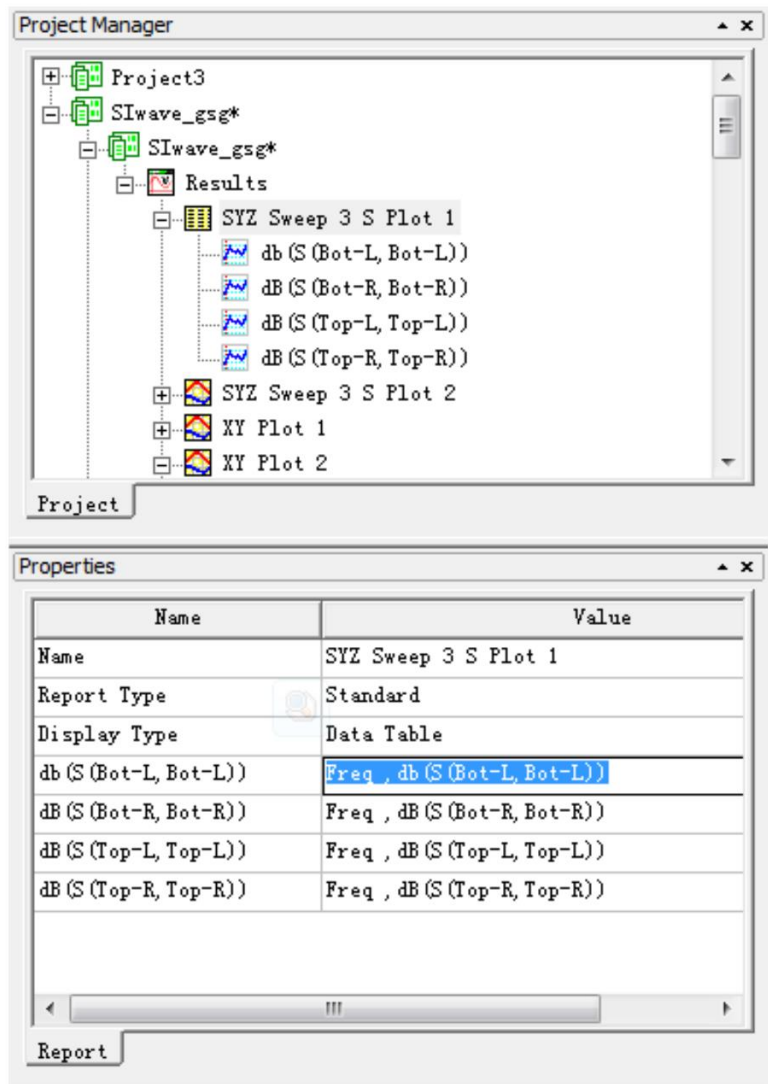 Project Manager
Project3
SIwave_gsg*
SIwave_gsg*
Results
SYZ Sweep 3 S Plot 1
db(S(Bot-L,Bot-L))
dB(S(Bot-R,Bot-R))
dB(S(Top-L,Top-L))
dB(S(Top-R,Top-R))
SYZ Sweep 3 S Plot 2
XY Plot 1
XY Plot 2
Project
Properties
Name Value
Name SYZ Sweep 3 S Plot 1
Report Type Standard
Display Type Data Table
db(S(Bot-L,Bot-L)) Freq , db(S(Bot-L,Bot-L))
dB(S(Bot-R,Bot-R)) Freq , dB(S(Bot-R,Bot-R))
dB(S(Top-L,Top-L)) Freq , dB(S(Top-L,Top-L))
dB(S(Top-R,Top-R)) Freq , dB(S(Top-R,Top-R))
Report